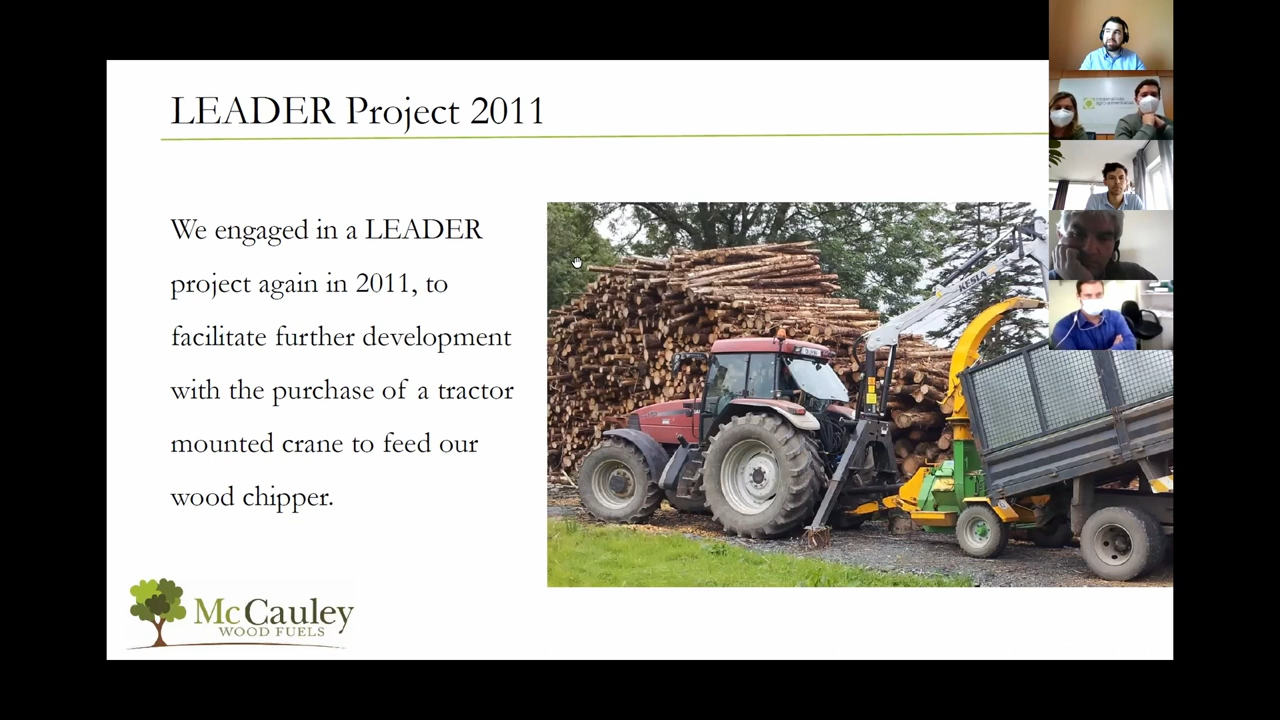 LEADER Project 2011
We engaged in a LEADER
project again in 2011, to
facilitate further development
with the purchase of a tractor
mounted crane to feed our
wood chipper.
McCauley
WOOD FUELS